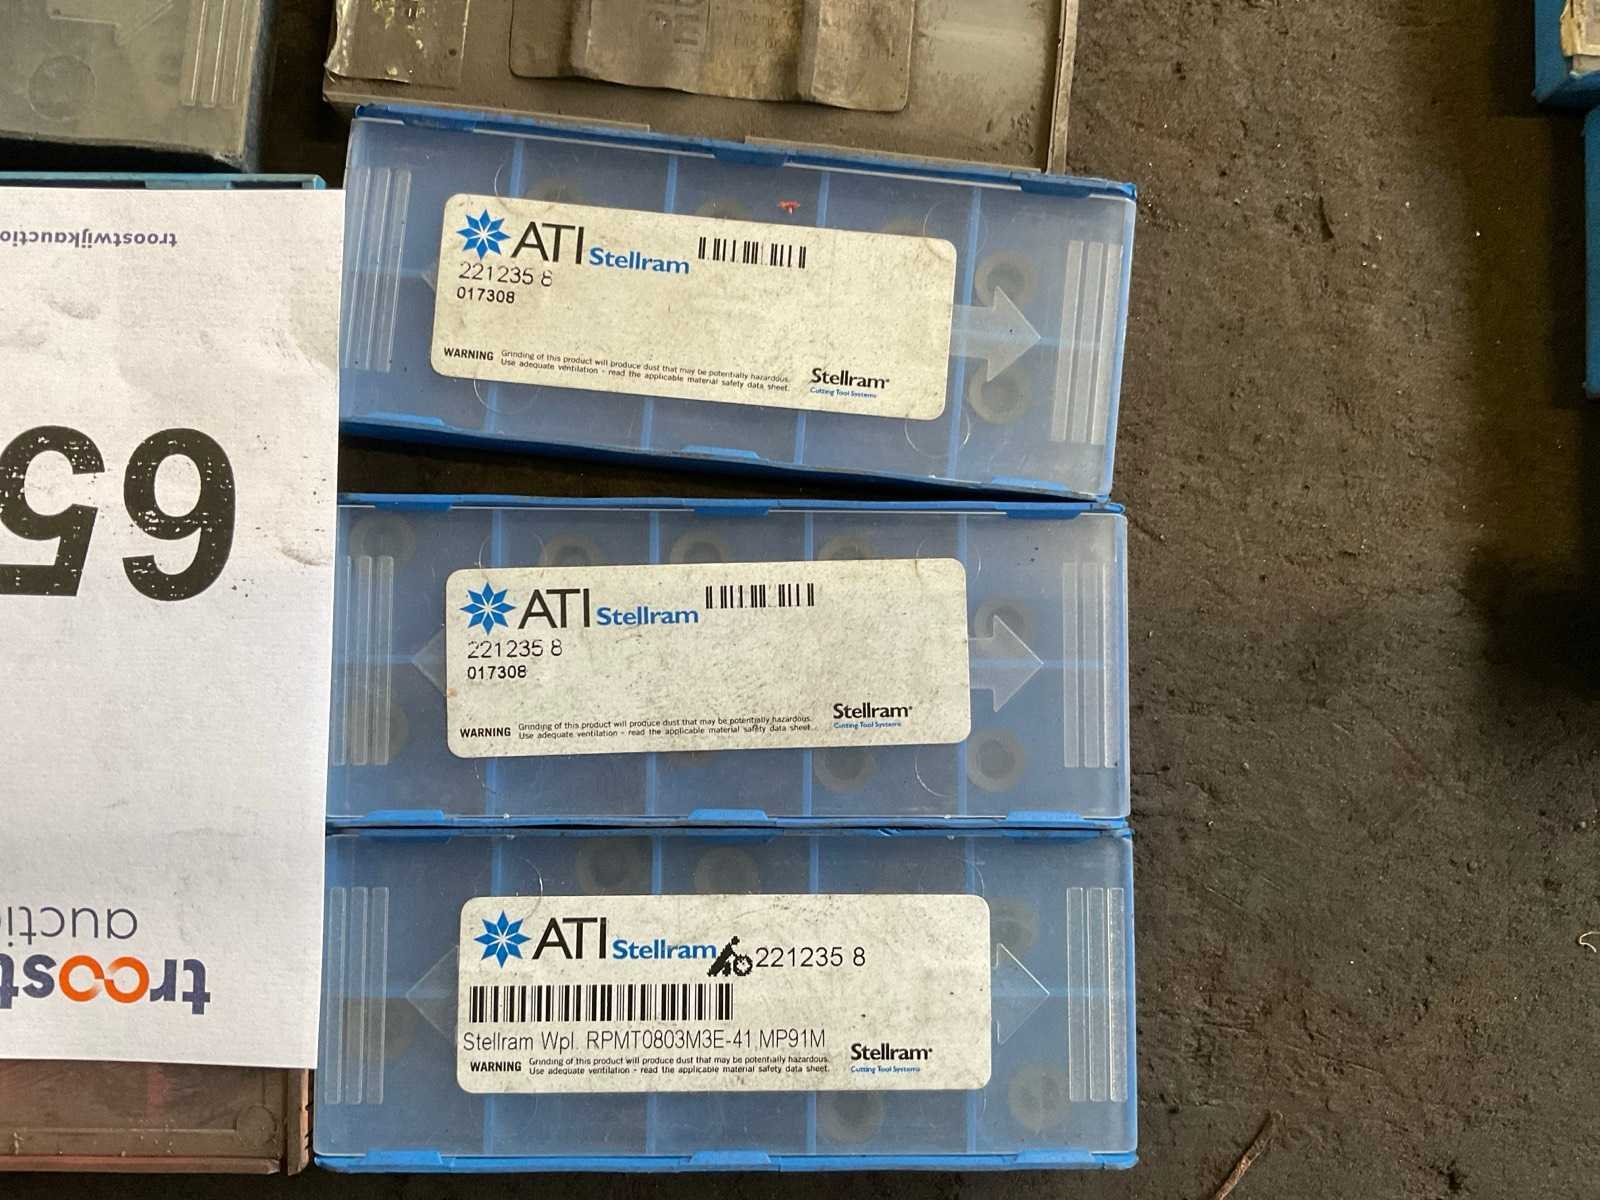 ATI Stellram
221235 8
017308
WARNING Grinding of this product will produce dust that may be potentially hazardous.
Use adequate ventilation - read the applicable material safety data sheet.
Stellram
Cutting Tool Systems
ATI Stellram
221235 8
017308
WARNING Grinding of this product will produce dust that may be potentially hazardous.
Use adequate ventilation - read the applicable material safety data sheet.
Stellram
Cutting Tool Systems
ATI Stellram 221235 8
Stellram Wpl. RPMT0803M3E-41 MP91M
WARNING Grinding of this product will produce dust that may be potentially hazardous.
Use adequate ventilation - read the applicable material safety data sheet.
Stellram
Cutting Tool Systems
troost
auctio
65
troostwijkauctio